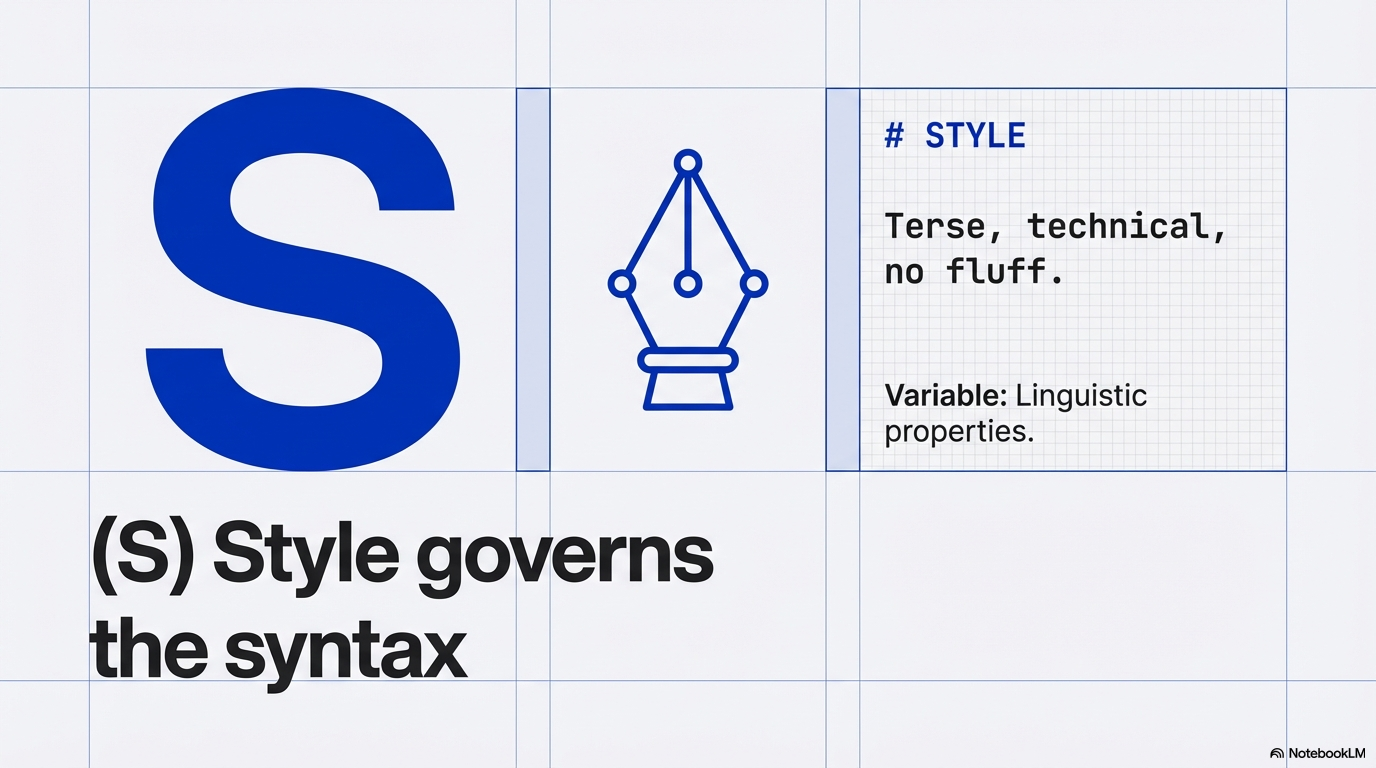 S
# STYLE
Terse, technical,
no fluff.
Variable: Linguistic
properties.
(S) Style governs
the syntax
NotebookLM